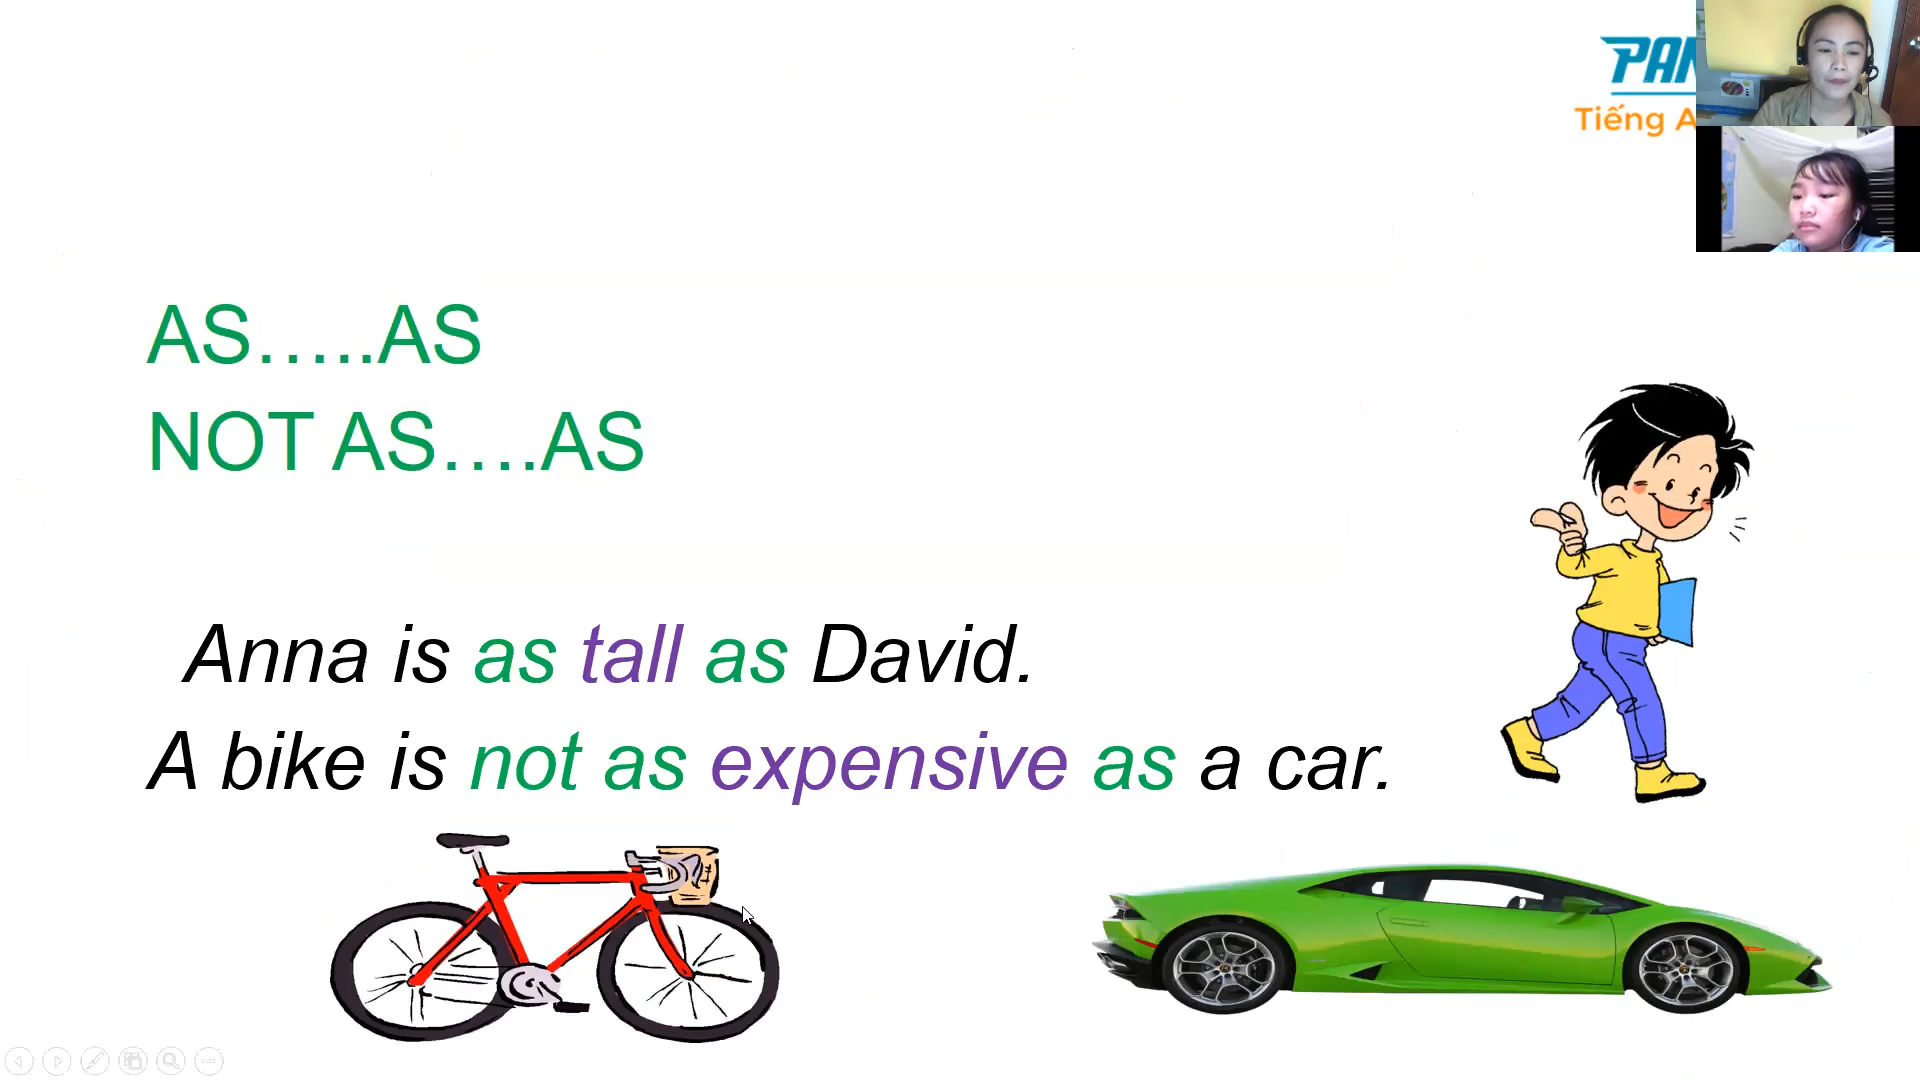 Tiếng
AS…..AS
NOT AS….AS
Anna is as tall as David.
A bike is not as expensive as a car.